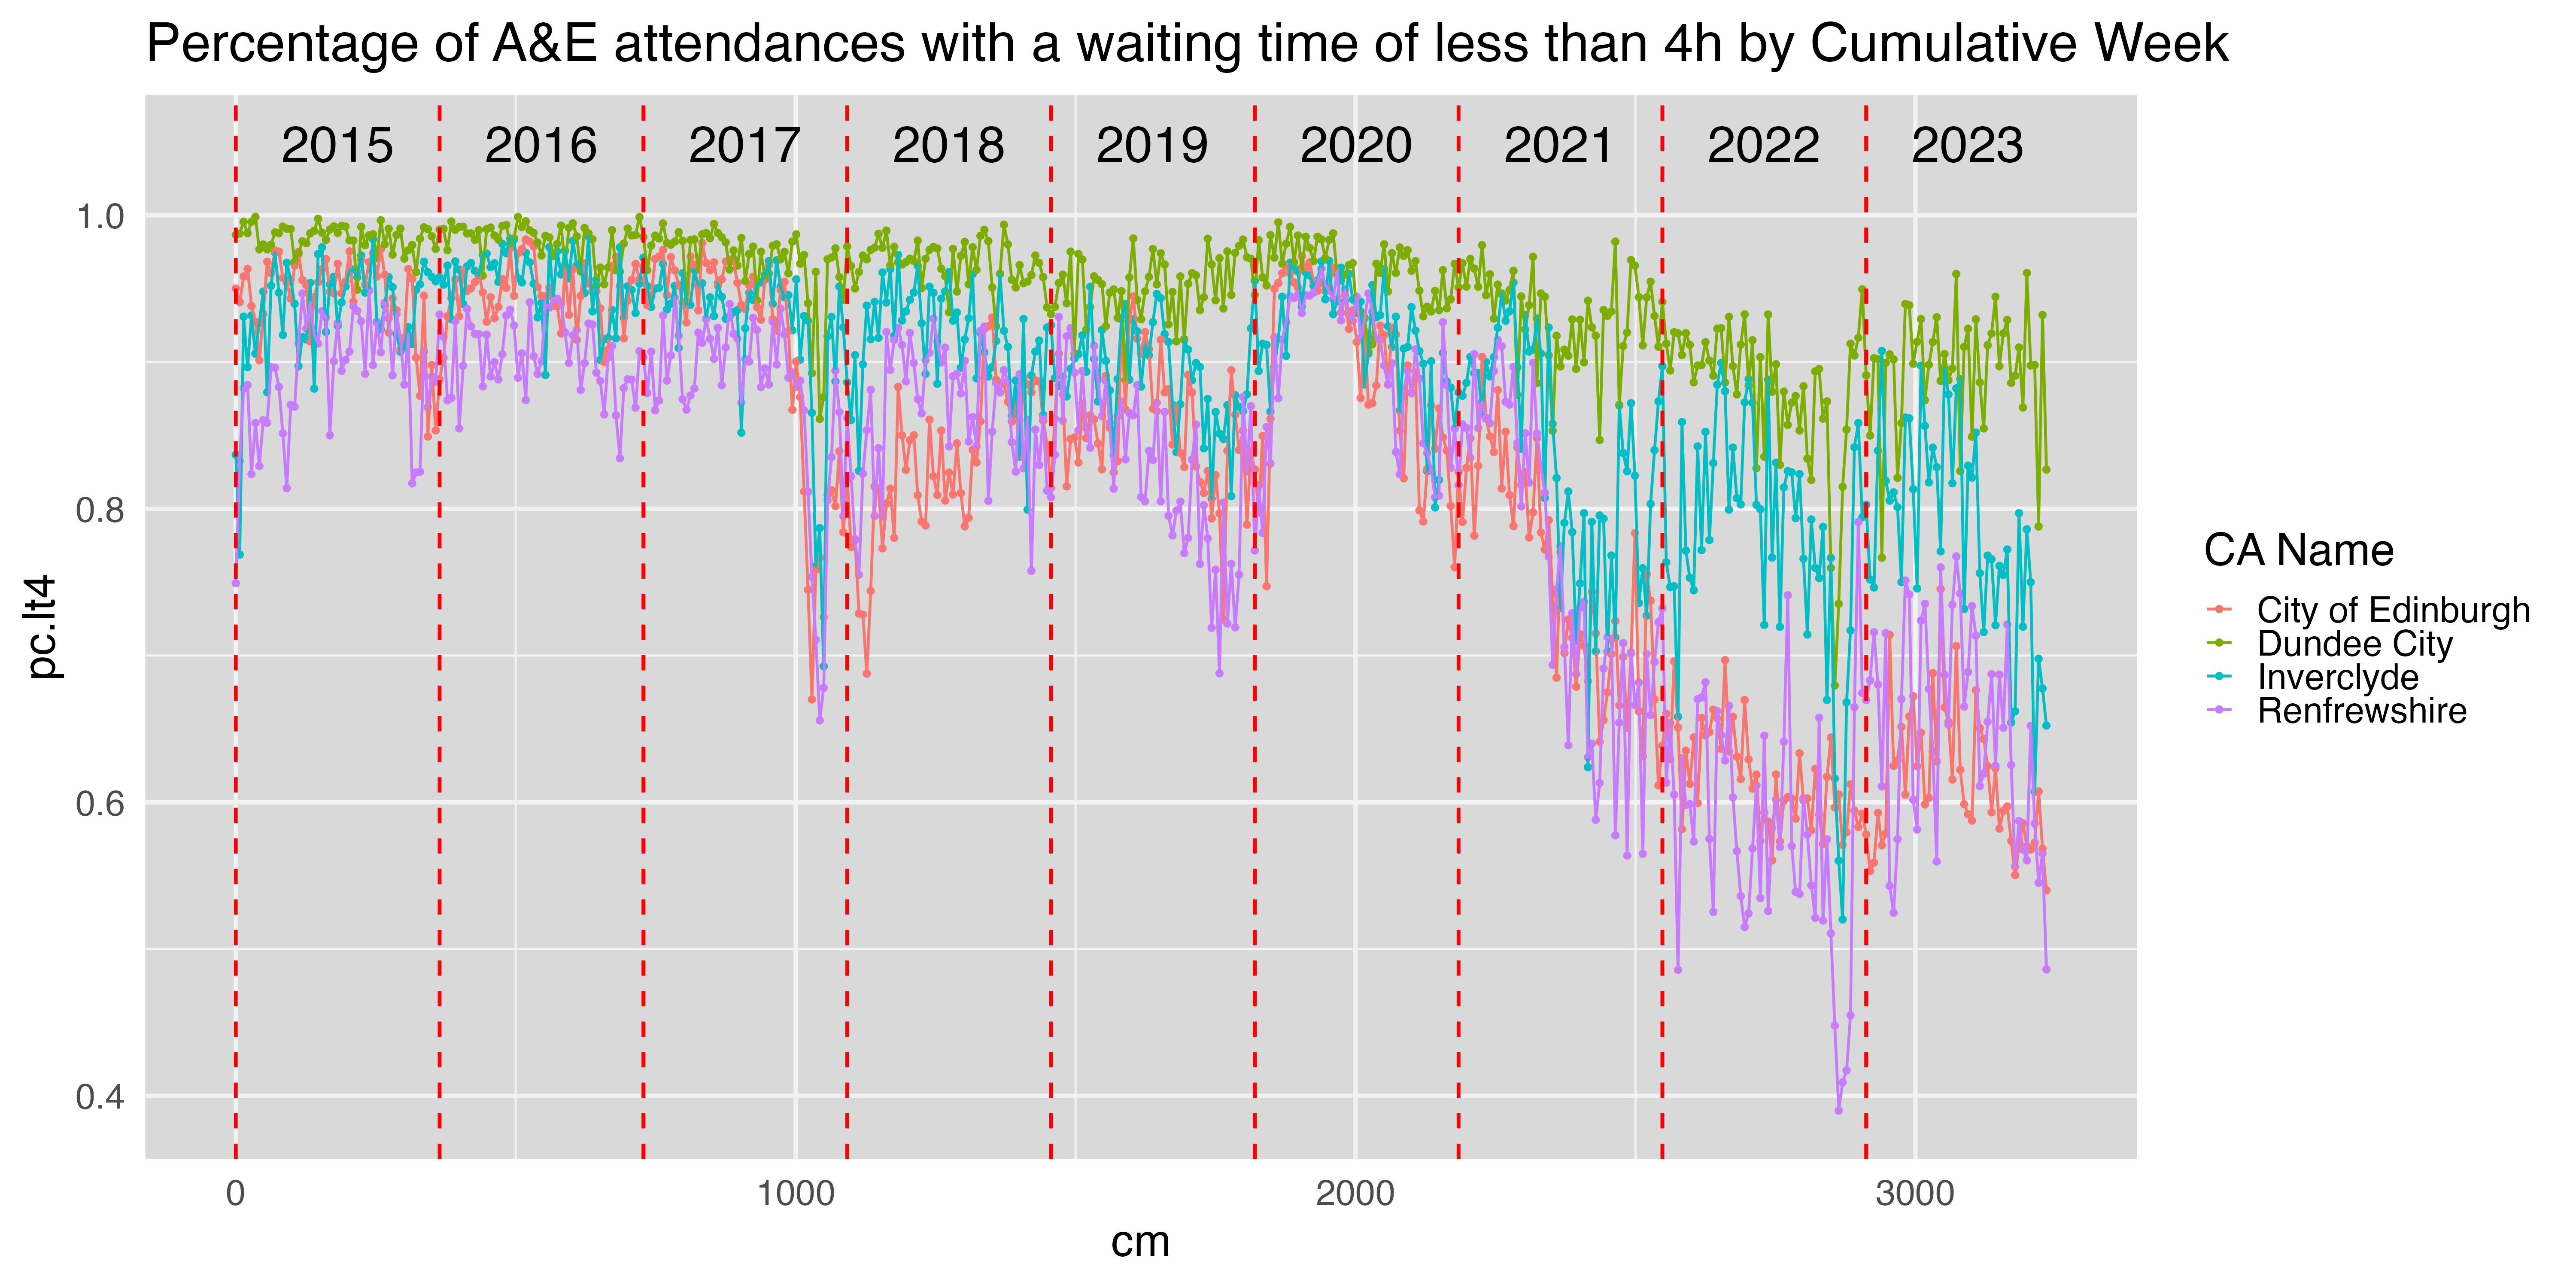 Percentage of A&E attendances with a waiting time of less than 4h by Cumulative Week
2015 2016 2017 2018 2019 2020 2021 2022 2023
1.0
0.8
0.6
0.4
pc.lt4
0 1000 2000 3000
cm
CA Name
City of Edinburgh
Dundee City
Inverclyde
Renfrewshire